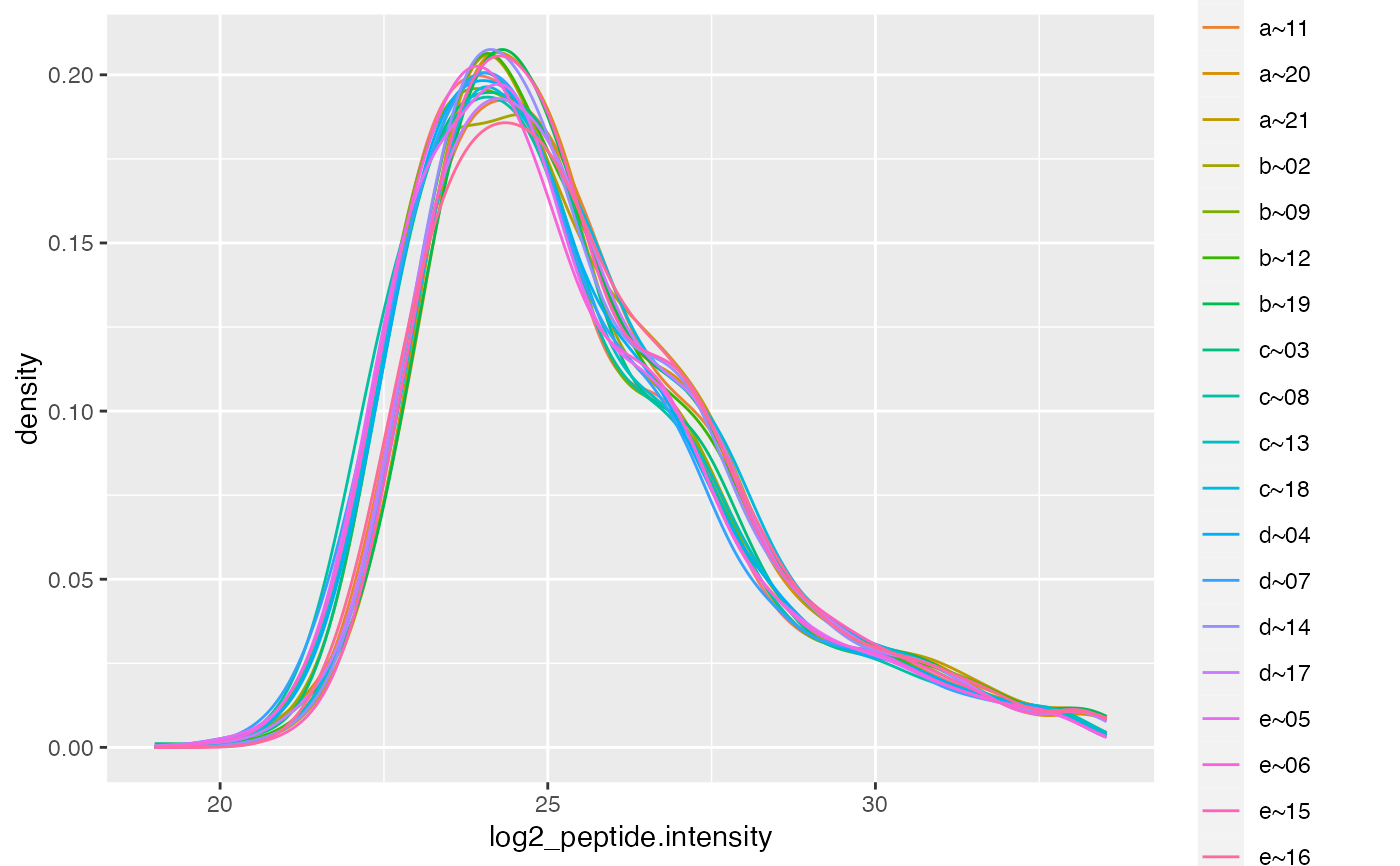 0.20
0.15
0.10
0.05
0.00
density
20
25
30
log2_peptide.intensity
a~11
a~20
a~21
b~02
b~09
b~12
b~19
c~03
c~08
c~13
c~18
d~04
d~07
d~14
d~17
e~05
e~06
e~15
e~16